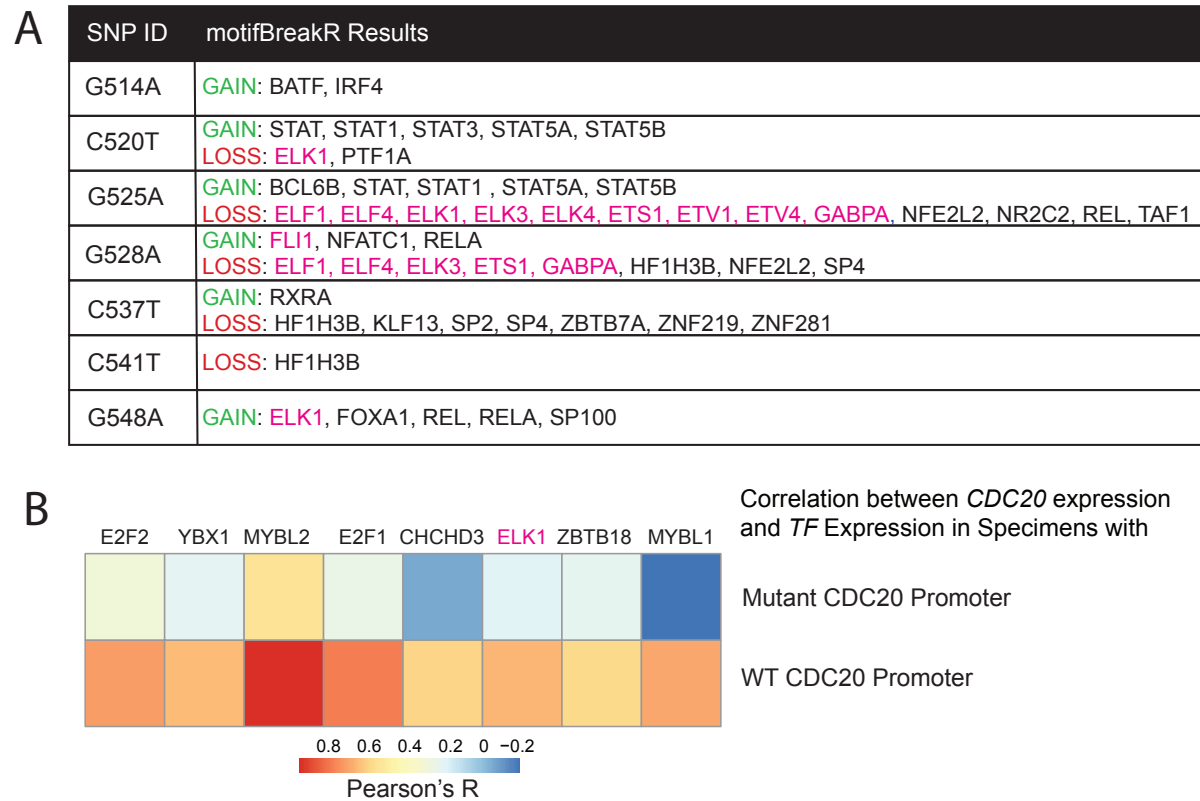 A
SNP ID motifBreakR Results
G514A GAIN: BATF, IRF4
C520T GAIN: STAT, STAT1, STAT3, STAT5A, STAT5B
LOSS: ELK1, PTF1A
G525A GAIN: BCL6B, STAT, STAT1 , STAT5A, STAT5B
LOSS: ELF1, ELF4, ELK1, ELK3, ELK4, ETS1, ETV1, ETV4, GABPA, NFE2L2, NR2C2, REL, TAF1
G528A GAIN: FLI1, NFATC1, RELA
LOSS: ELF1, ELF4, ELK3, ETS1, GABPA, HF1H3B, NFE2L2, SP4
C537T GAIN: RXRA
LOSS: HF1H3B, KLF13, SP2, SP4, ZBTB7A, ZNF219, ZNF281
C541T LOSS: HF1H3B
G548A GAIN: ELK1, FOXA1, REL, RELA, SP100
B
Correlation between CDC20 expression
and TF Expression in Specimens with
E2F2 YBX1 MYBL2 E2F1 CHCHD3 ELK1 ZBTB18 MYBL1
Mutant CDC20 Promoter
WT CDC20 Promoter
0.8 0.6 0.4 0.2 0 −0.2
Pearson's R